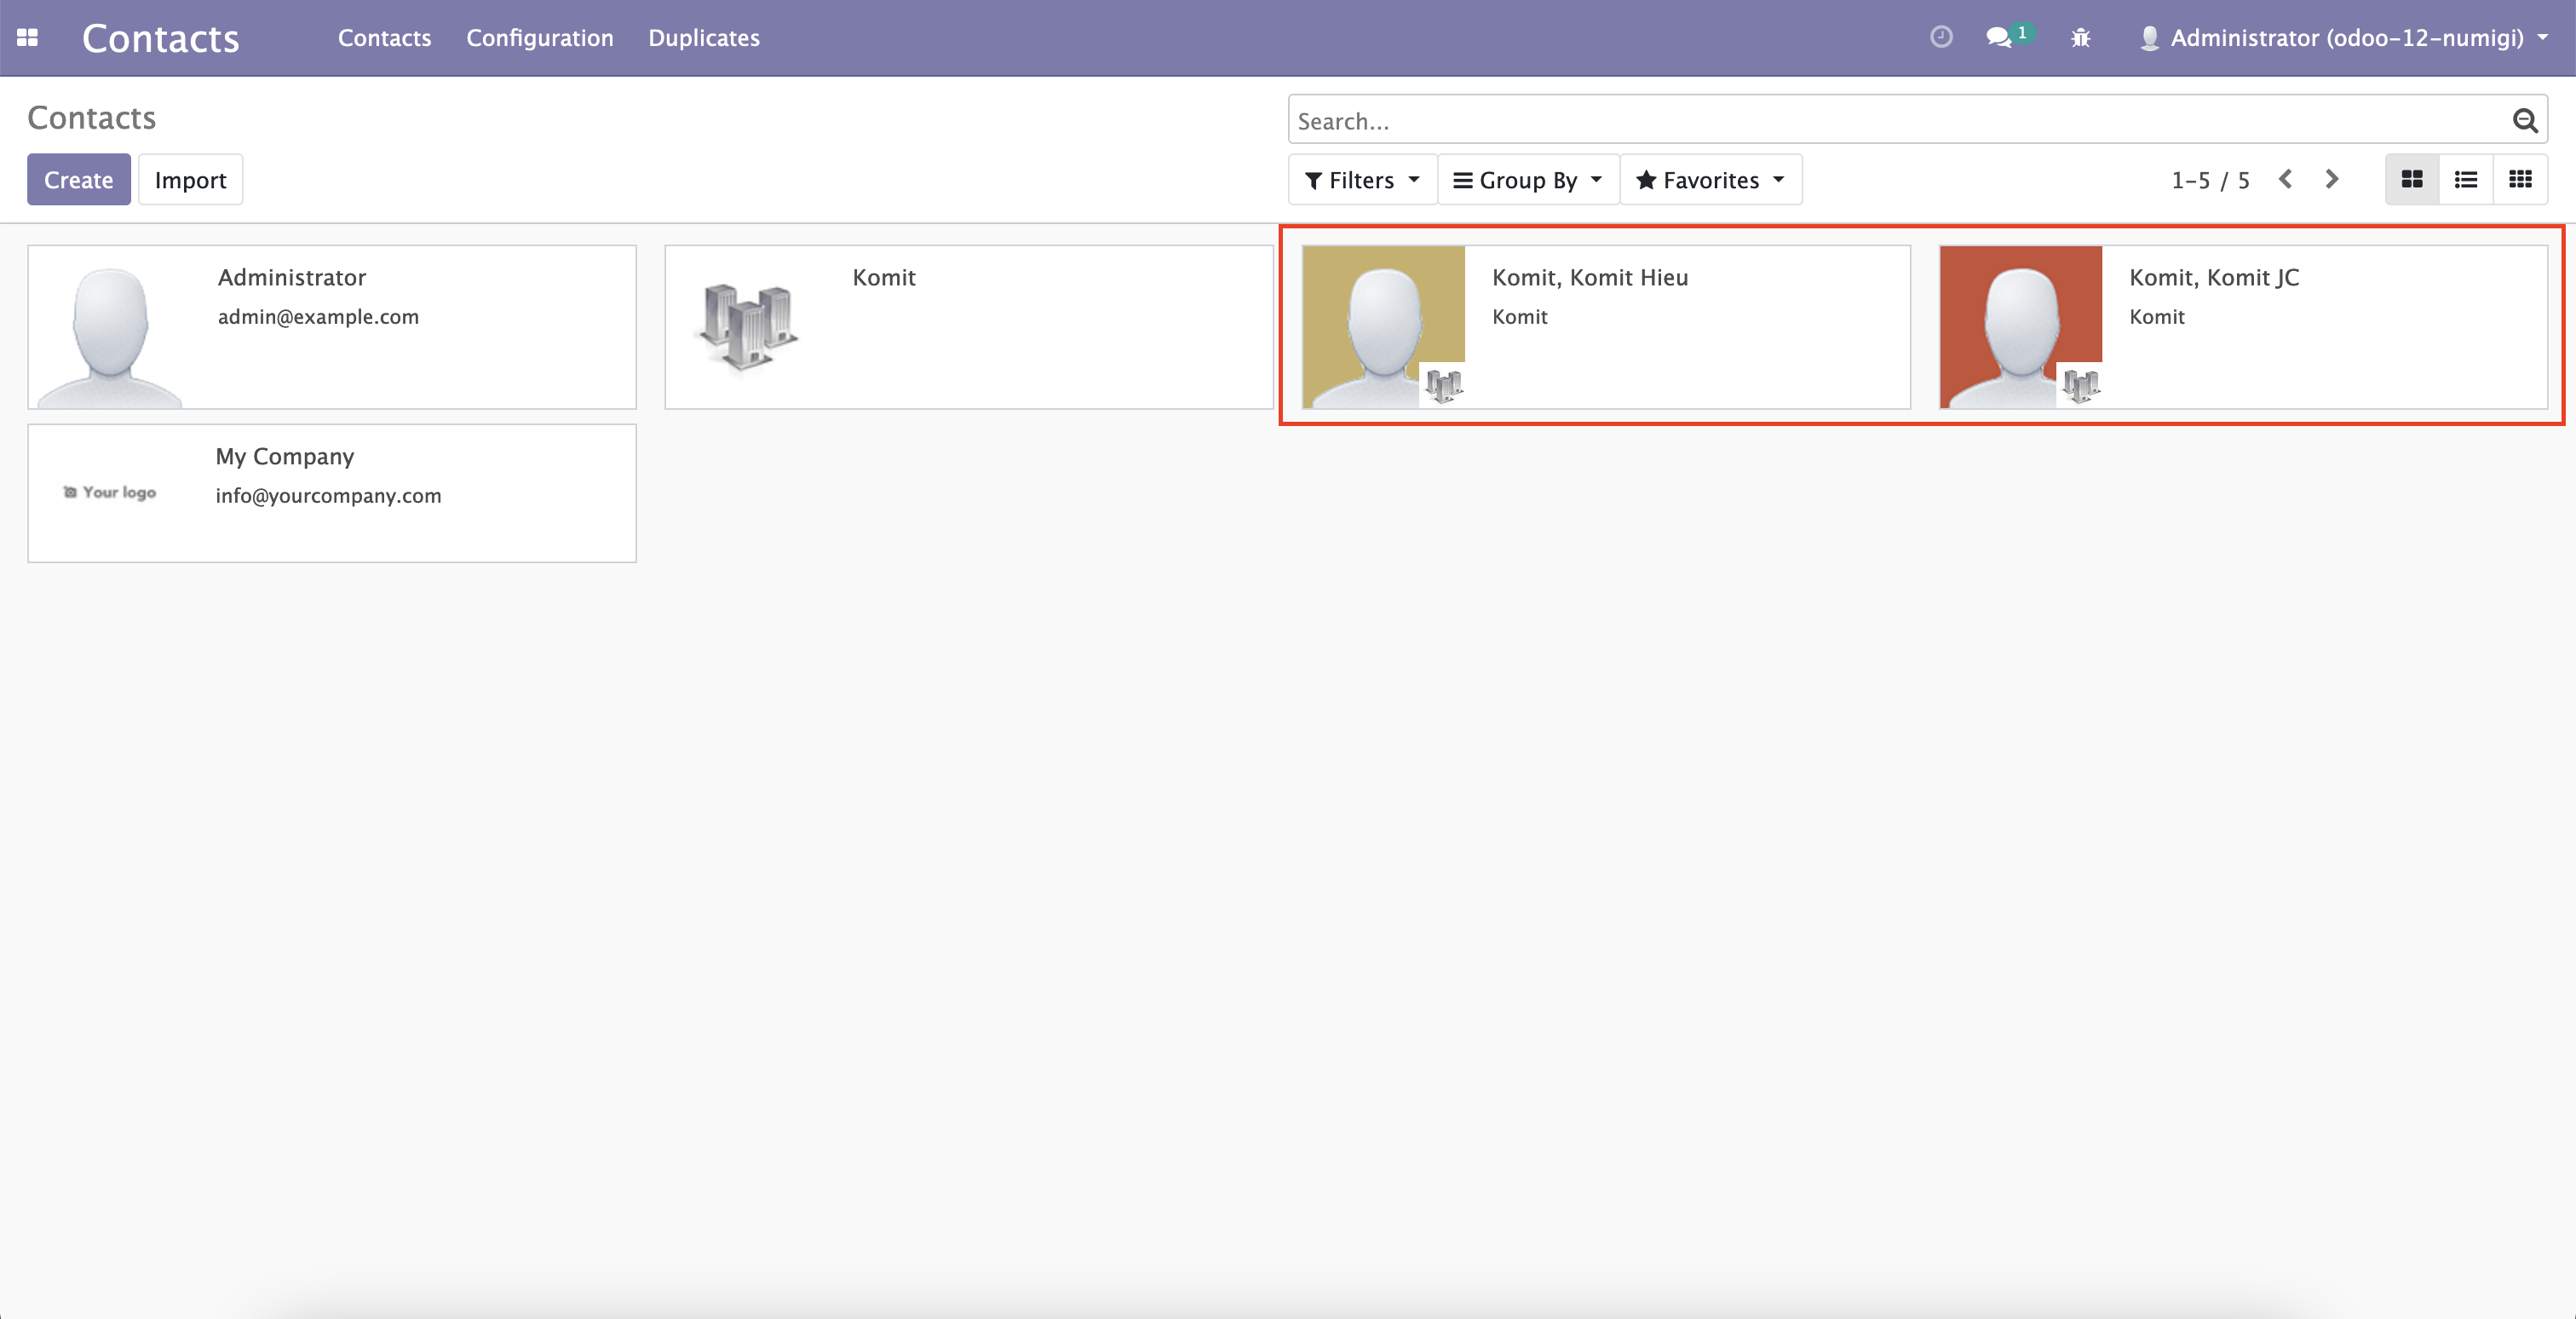 Contacts Contacts Configuration Duplicates 1 Administrator (odoo-12-numigi)
Contacts
Search...
Create Import
Filters Group By Favorites 1-5 / 5
Administrator
admin@example.com
Komit
Komit, Komit Hieu
Komit
Komit, Komit JC
Komit
My Company
info@yourcompany.com
Your logo